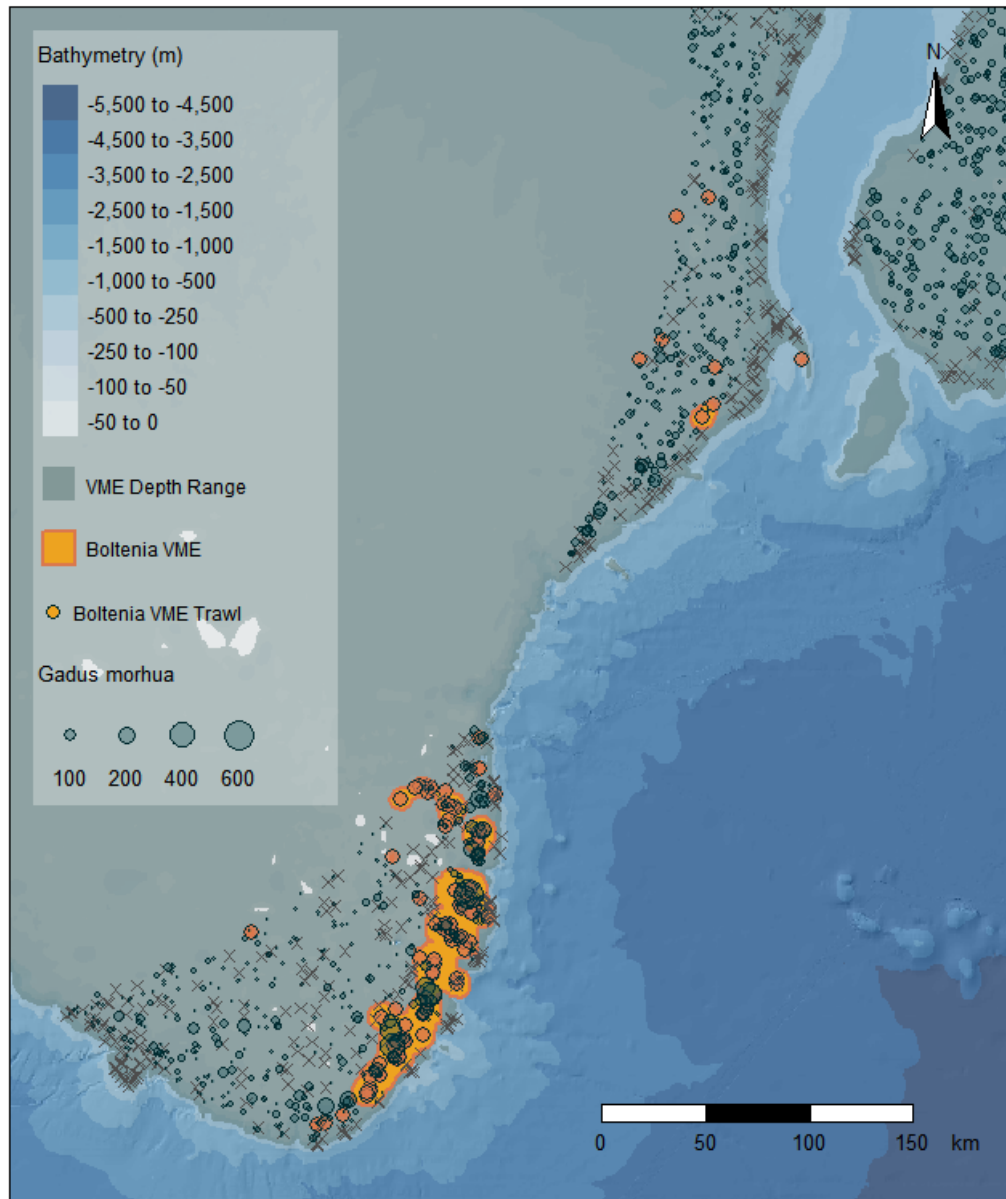 Bathymetry (m)
-5,500 to -4,500
-4,500 to -3,500
-3,500 to -2,500
-2,500 to -1,500
-1,500 to -1,000
-1,000 to -500
-500 to -250
-250 to -100
-100 to -50
-50 to 0
VME Depth Range
Boltenia VME
Boltenia VME Trawl
Gadus morhua
100 200 400 600
N
0 50 100 150 km